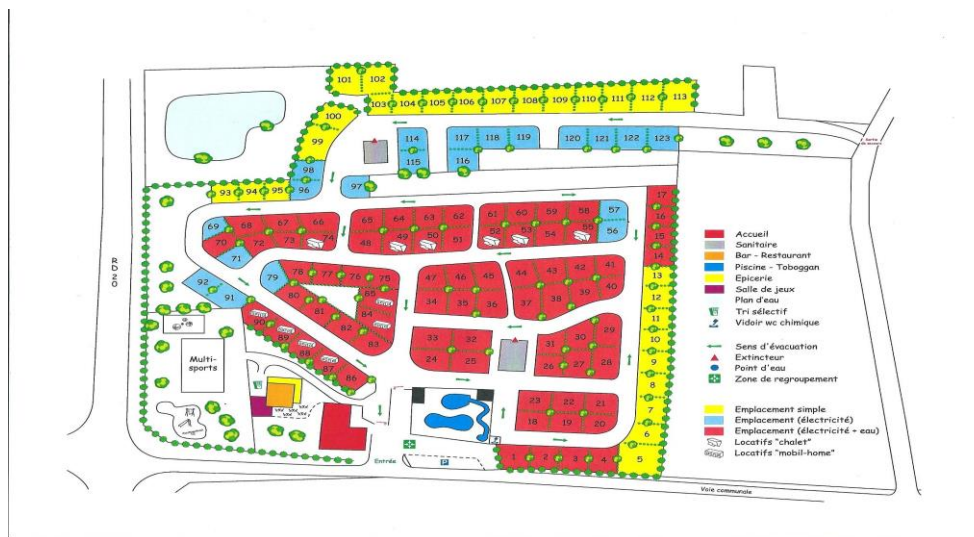 101 102
103 104 105 106 107 108 109 110 111 112 113
100
99
98
96
97
114
115
117 118 119
116
120 121 122 123
93 94 95
69 68 67 66
70 72 73 74
71
65 64 63 62
48 49 50 51
61 60 59 58 57
52 53 54 55 56
17
16
15
14
13
12
11
10
9
8
7
6
5
92
91
79 78 77 76 75
80 81 82 83 84 85
90
89
88
87
86
47 46 45
34 35 36
44 43 42 41
37 38 39 40
33 32
24 25
31 30 29
26 27 28
23 22 21
18 19 20
1 2 3 4
RD 20
Multi-
sports
Entrée
P
Voie communale
Accueil
Sanitaire
Bar - Restaurant
Piscine - Toboggan
Epicerie
Salle de jeux
Plan d'eau
Tri sélectif
Vidoir wc chimique
Sens d'évacuation
Extincteur
Point d'eau
Zone de regroupement
Emplacement simple
Emplacement (électricité)
Emplacement (électricité + eau)
Locatifs "chalet"
Locatifs "mobil-home"